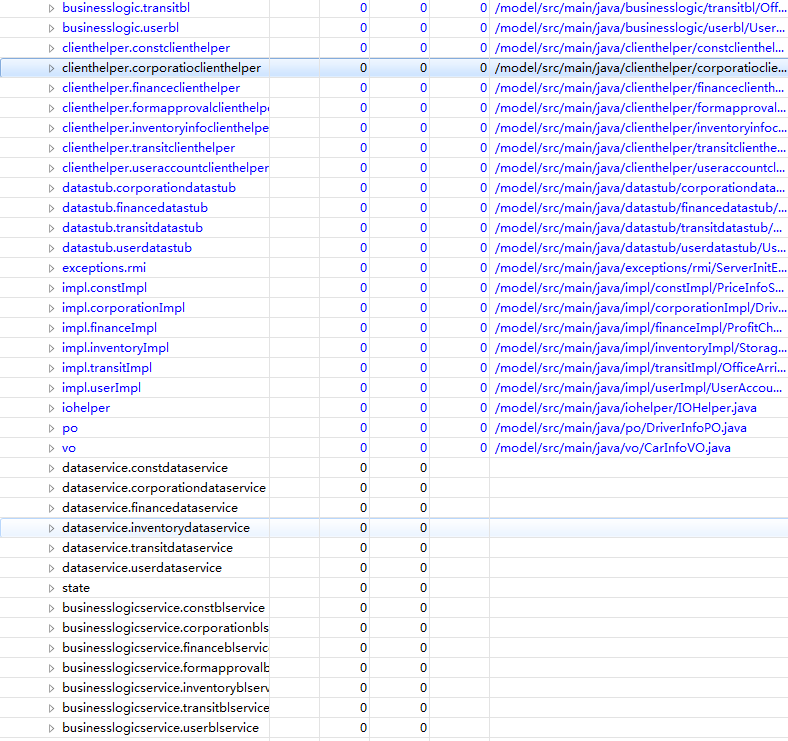 businesslogic.transitbl 0 0 0 /model/src/main/java/businesslogic/transitbl/Off...
businesslogic.userbl 0 0 0 /model/src/main/java/businesslogic/userbl/User...
clienthelper.constclienthelper 0 0 0 /model/src/main/java/clienthelper/constclienthel...
clienthelper.corporatioclienthelper 0 0 0 /model/src/main/java/clienthelper/corporatioclie...
clienthelper.financeclienthelper 0 0 0 /model/src/main/java/clienthelper/financeclienth...
clienthelper.formapprovalclienthelpe 0 0 0 /model/src/main/java/clienthelper/formapproval...
clienthelper.inventoryinfoclienthelpe 0 0 0 /model/src/main/java/clienthelper/inventoryinfoc...
clienthelper.transitclienthelper 0 0 0 /model/src/main/java/clienthelper/transitclienthe...
clienthelper.useraccountclienthelper 0 0 0 /model/src/main/java/clienthelper/useraccountcl...
datastub.corporationdatastub 0 0 0 /model/src/main/java/datastub/corporationdata...
datastub.financedatastub 0 0 0 /model/src/main/java/datastub/financedatastub/...
datastub.transitdatastub 0 0 0 /model/src/main/java/datastub/transitdatastub/...
datastub.userdatastub 0 0 0 /model/src/main/java/datastub/userdatastub/Us...
exceptions.rmi 0 0 0 /model/src/main/java/exceptions/rmi/ServerInitE...
impl.constImpl 0 0 0 /model/src/main/java/impl/constImpl/PriceInfoS...
impl.corporationImpl 0 0 0 /model/src/main/java/impl/corporationImpl/Driv...
impl.financeImpl 0 0 0 /model/src/main/java/impl/financeImpl/ProfitCh...
impl.inventoryImpl 0 0 0 /model/src/main/java/impl/inventoryImpl/Storag...
impl.transitImpl 0 0 0 /model/src/main/java/impl/transitImpl/OfficeArri...
impl.userImpl 0 0 0 /model/src/main/java/impl/userImpl/UserAccou...
iohelper 0 0 0 /model/src/main/java/iohelper/IOHelper.java
po 0 0 0 /model/src/main/java/po/DriverInfoPO.java
vo 0 0 0 /model/src/main/java/vo/CarInfoVO.java
dataservice.constdataservice 0 0
dataservice.corporationdataservice 0 0
dataservice.financedataservice 0 0
dataservice.inventorydataservice 0 0
dataservice.transitdataservice 0 0
dataservice.userdataservice 0 0
state 0 0
businesslogicservice.constblservice 0 0
businesslogicservice.corporationbls 0 0
businesslogicservice.financeblservic 0 0
businesslogicservice.formapprovalb 0 0
businesslogicservice.inventoryblserv 0 0
businesslogicservice.transitblservice 0 0
businesslogicservice.userblservice 0 0